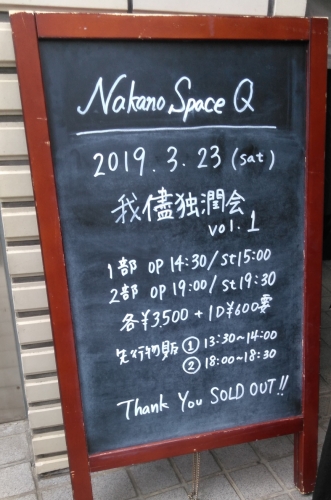 Nakano Space Q
2019.3.23 (sat)
我儘独潤会
vol.1
1部 OP 14:30/St 15:00
2部 OP 19:00/St 19:30
各¥3,500 + 1D¥600要
先行物販 ① 13:30~14:00
② 18:00~18:30
Thank You SOLD OUT!!